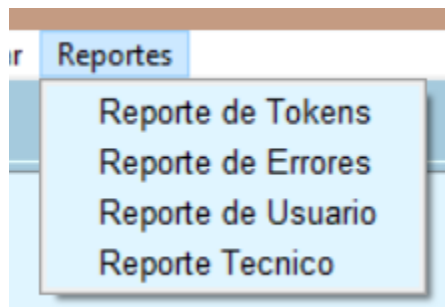 r Reportes
Reporte de Tokens
Reporte de Errores
Reporte de Usuario
Reporte Tecnico